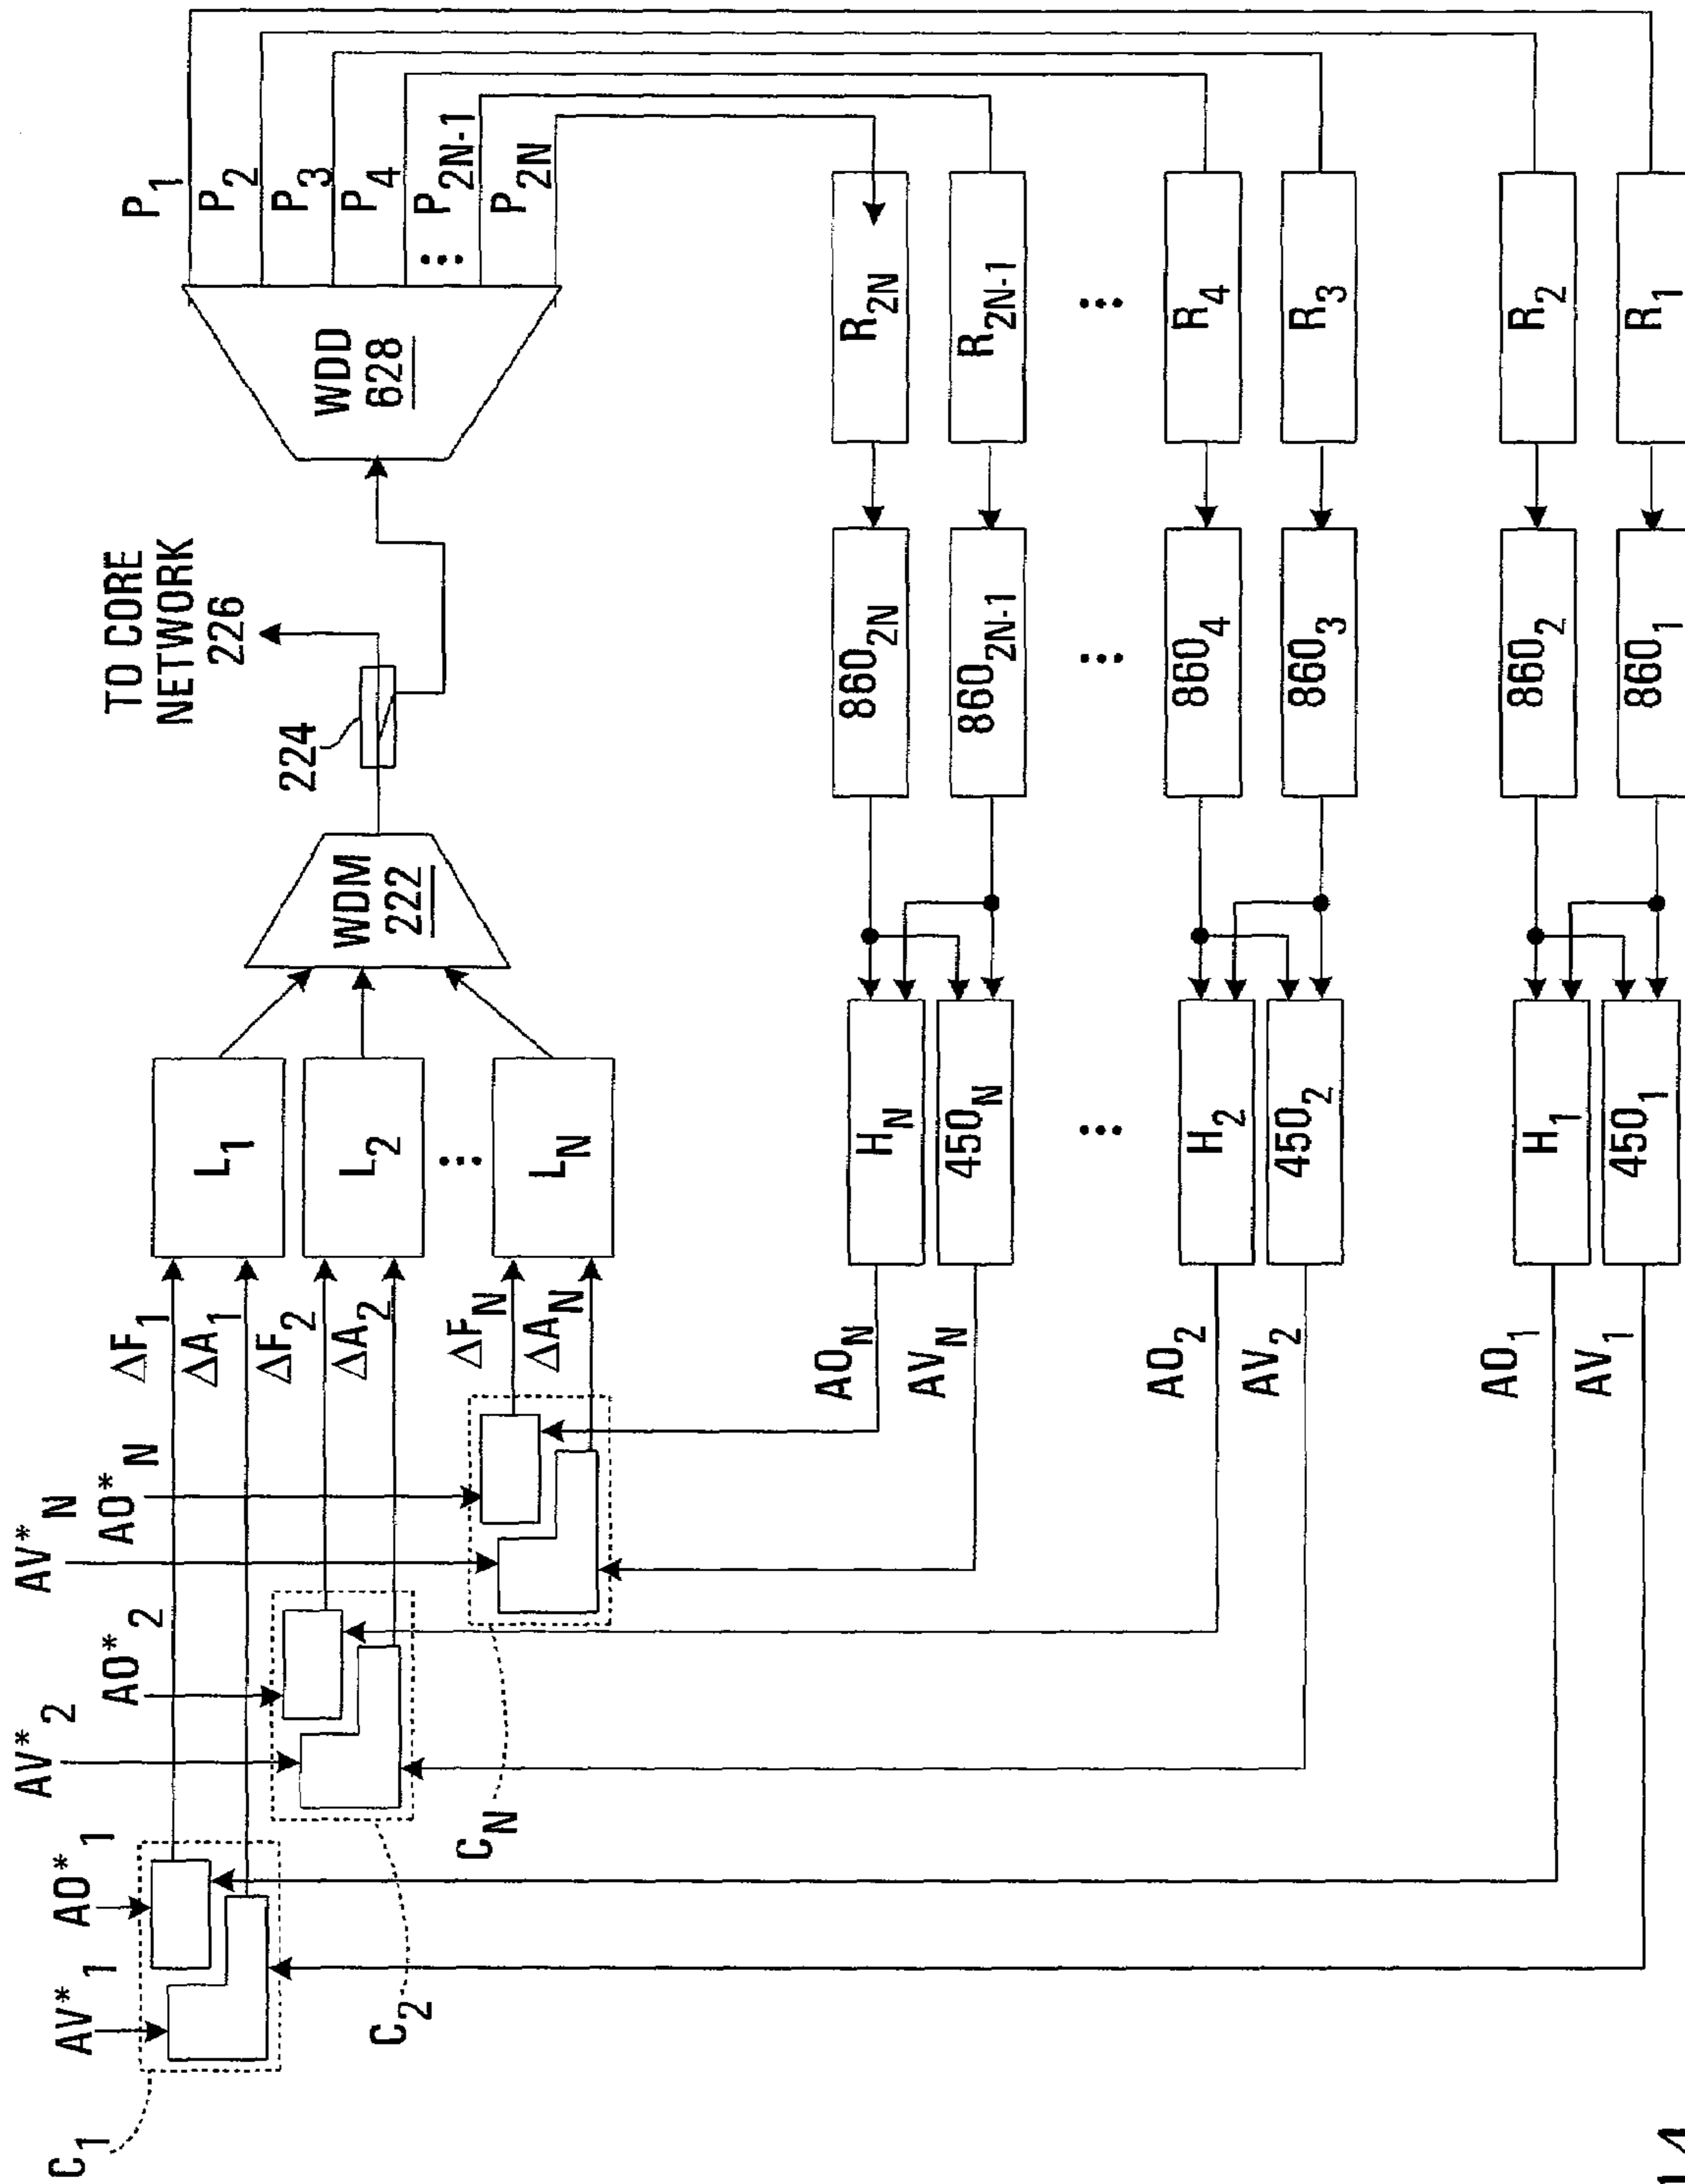 C1
AV*1
AO*1
AV*2
AO*2
AV*N
AO*N
C2
CN
ΔF1
ΔA1
ΔF2
ΔA2
ΔFN
ΔAN
L1
L2
⋮
LN
WDM
222
224
TO CORE
NETWORK
226
WDD
628
P1
P2
P3
P4
⋮
P2N-1
P2N
AON
AVN
HN
450N
8602N
8602N-1
R2N
R2N-1
⋮
⋮
⋮
AO2
AV2
H2
4502
8604
8603
R4
R3
AO1
AV1
H1
4501
8602
8601
R2
R1
14